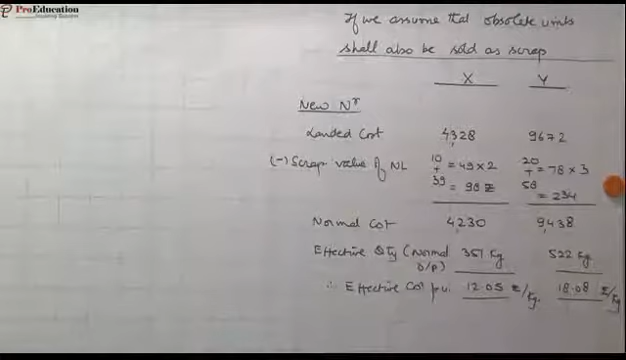 ProEducation
If we assume that obsolete units
shall also be sold as scrap
X Y
New Nr
Landed Cost 4328 9672
(-) Scrap value of NL 10 + 39 = 49 x 2 = 98 20 + 58 = 78 x 3 = 234
Normal Cost 4230 9438
Effective Qty (Normal O/P) 351 Kg 522 Kg
∴ Effective Cost p.u. 12.05 ₹/Kg. 18.08 ₹/Kg